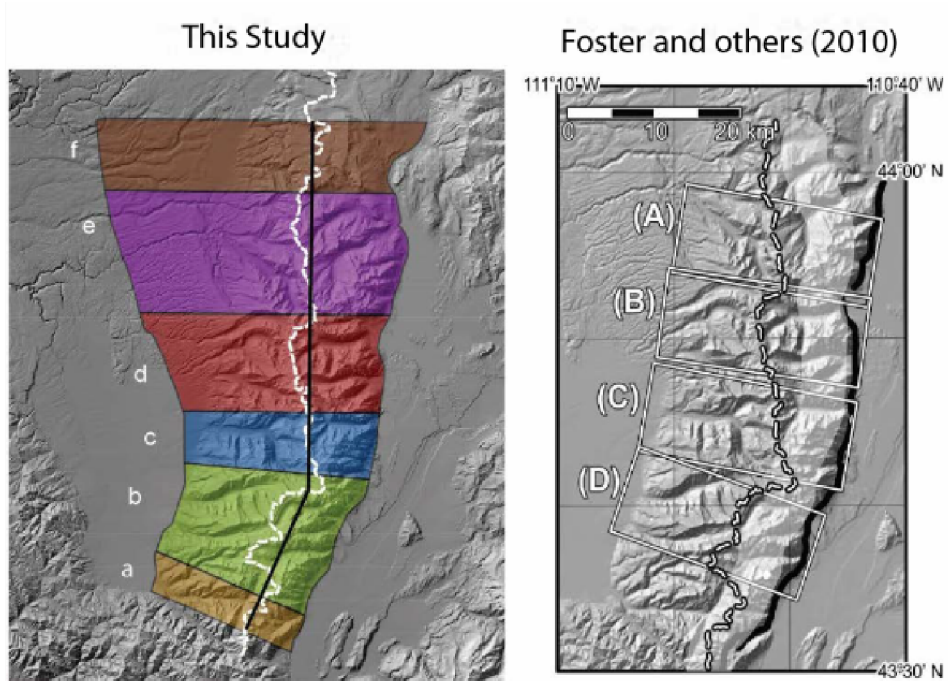 This Study
Foster and others (2010)
111°10' W
110°40' W
0
10
20 km
44°00' N
f
(A)
e
(B)
d
(C)
c
(D)
b
a
43°30' N